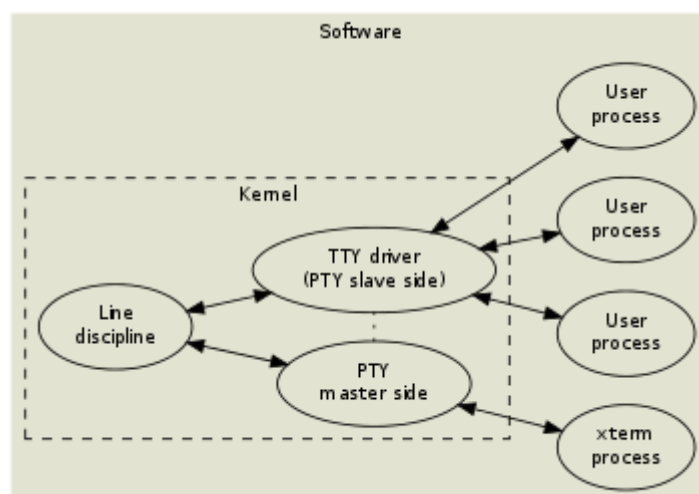 Software
User
process
Kernel
User
process
TTY driver
(PTY slave side)
Line
discipline
User
process
PTY
master side
xterm
process